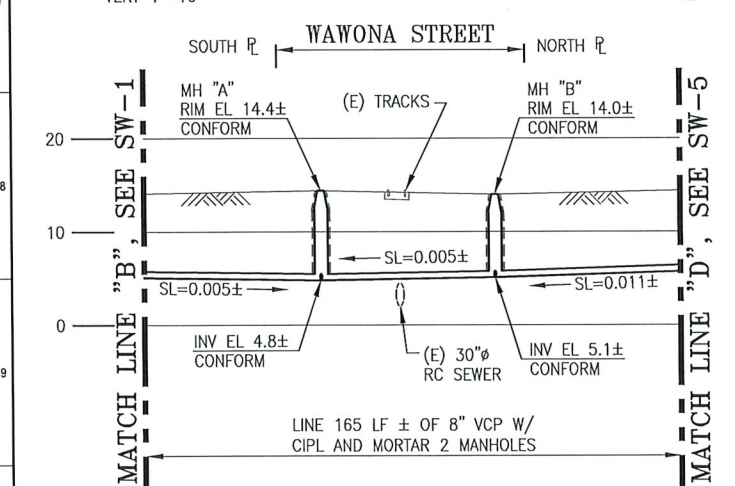 WAWONA STREET
SOUTH ℙL
NORTH ℙL
MH "A"
RIM EL 14.4±
CONFORM
(E) TRACKS
MH "B"
RIM EL 14.0±
CONFORM
20
10
0
SL=0.005±
SL=0.005±
SL=0.011±
INV EL 4.8±
CONFORM
(E) 30"ø
RC SEWER
INV EL 5.1±
CONFORM
LINE 165 LF ± OF 8" VCP W/
CIPL AND MORTAR 2 MANHOLES
MATCH LINE "B", SEE SW-1
MATCH LINE "D", SEE SW-5
8
9